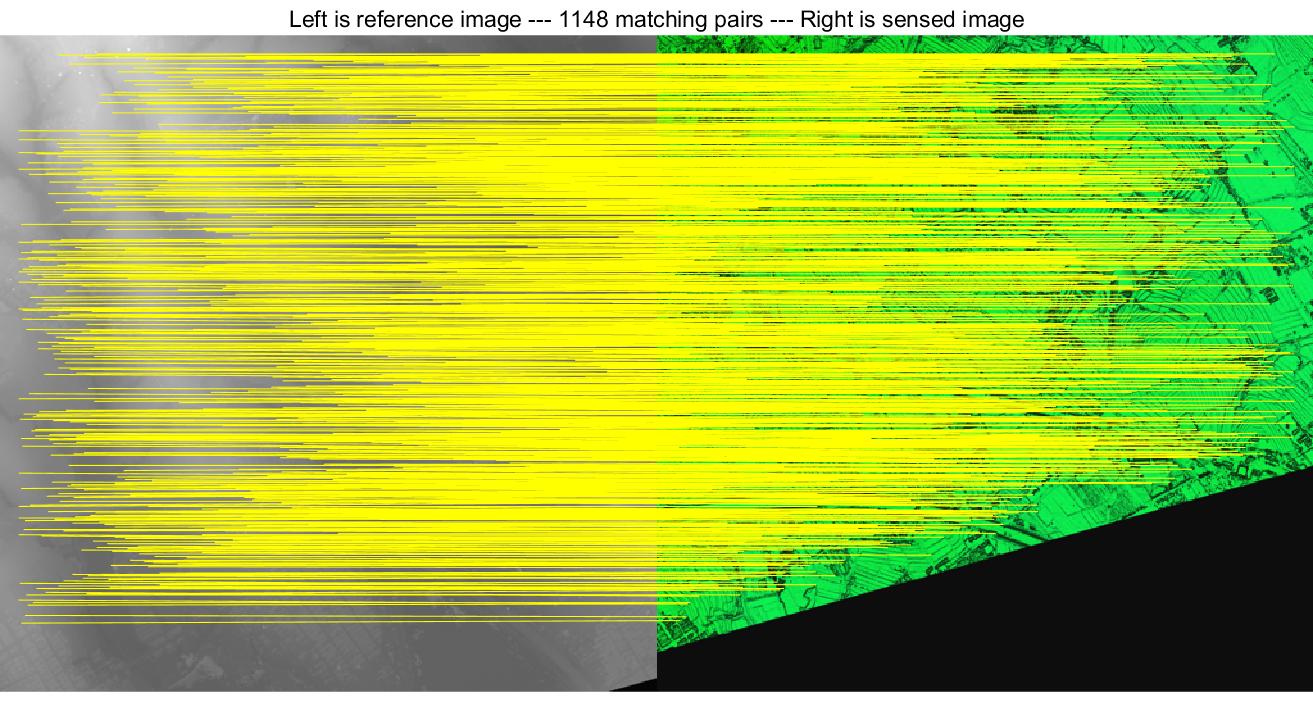 Left is reference image --- 1148 matching pairs --- Right is sensed image